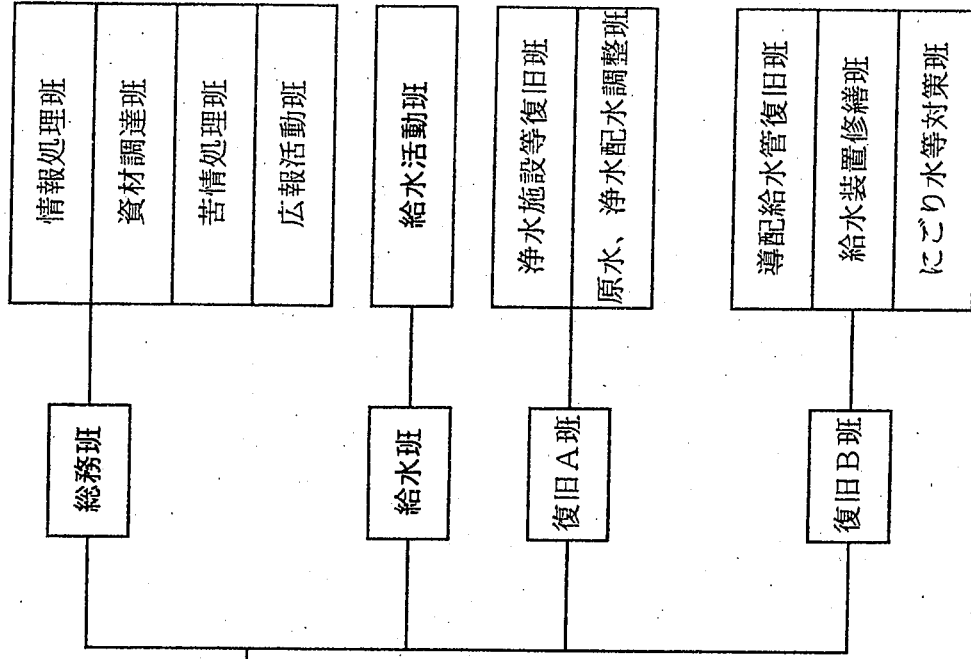 総務班
情報処理班
資材調達班
苦情処理班
広報活動班
給水班
給水活動班
復旧A班
浄水施設等復旧班
原水、浄水配水調整班
復旧B班
導配給水管復旧班
給水装置修繕班
にごり水等対策班